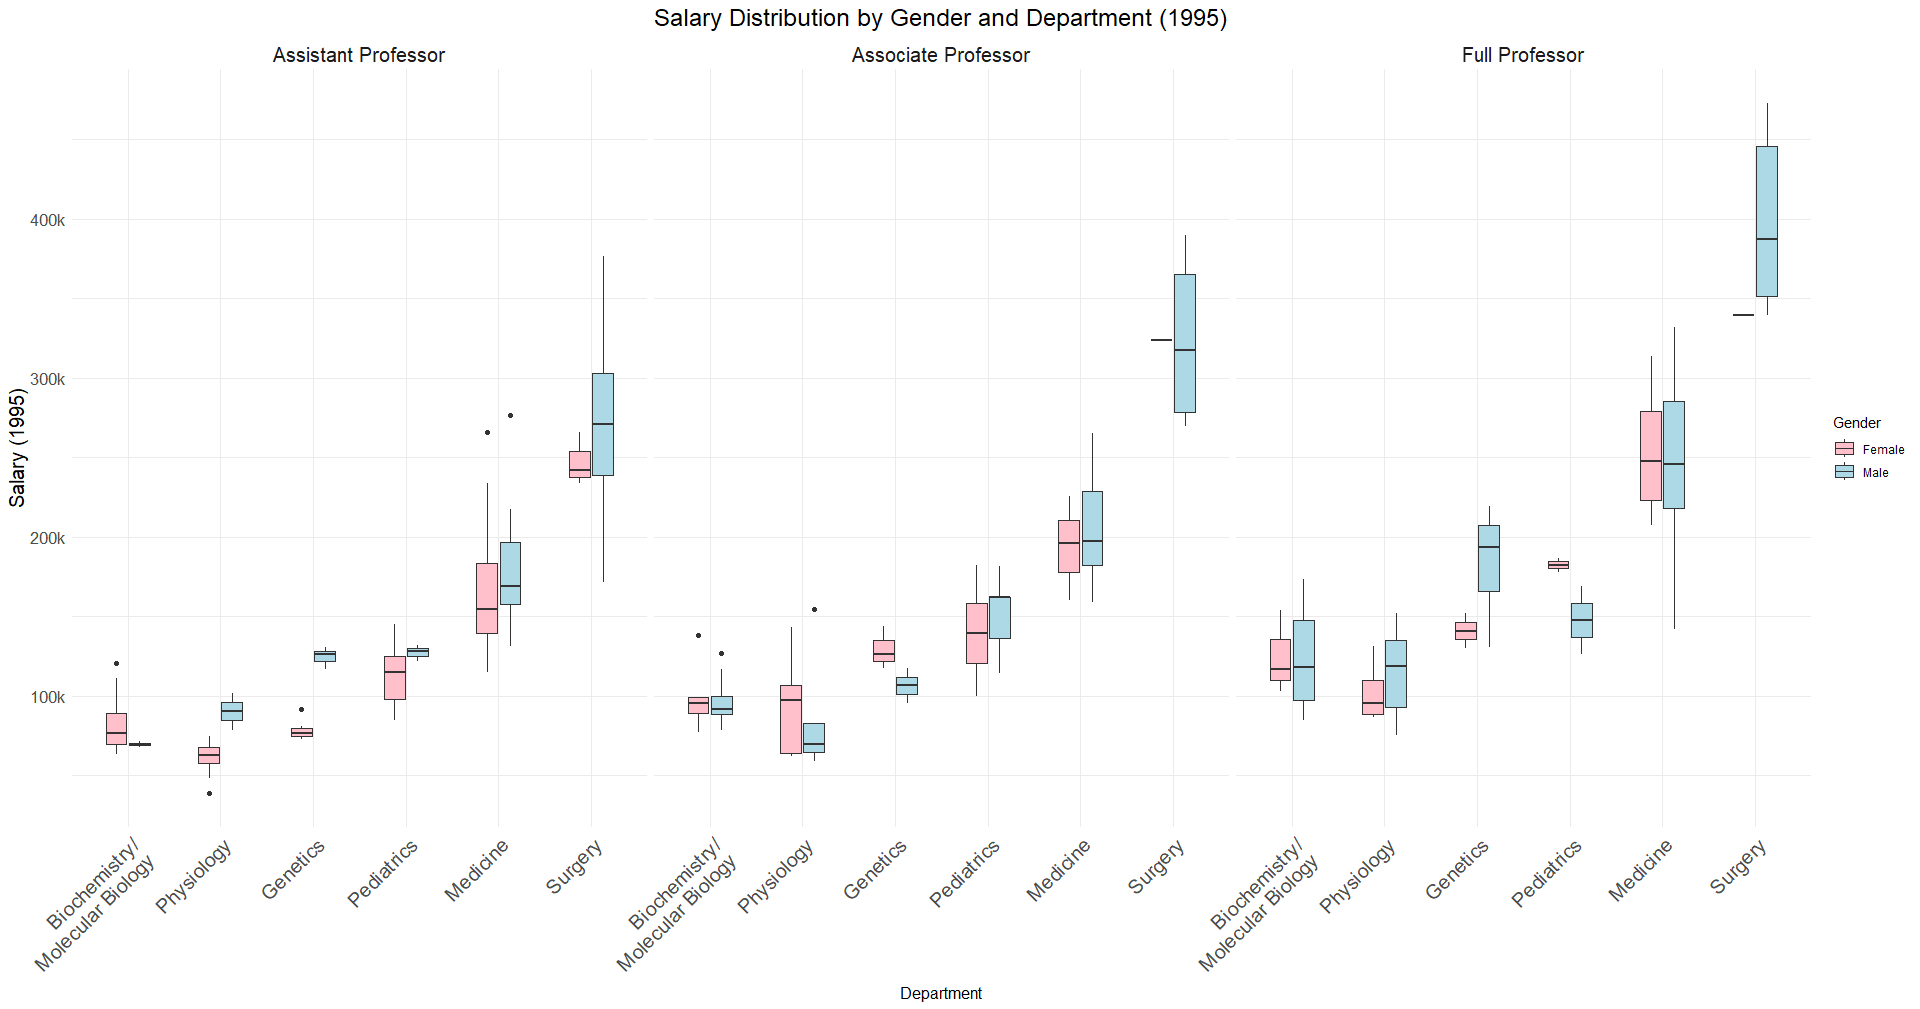 Salary Distribution by Gender and Department (1995)
Assistant Professor
Associate Professor
Full Professor
Salary (1995)
400k
300k
200k
100k
Biochemistry/
Molecular Biology
Physiology
Genetics
Pediatrics
Medicine
Surgery
Biochemistry/
Molecular Biology
Physiology
Genetics
Pediatrics
Medicine
Surgery
Biochemistry/
Molecular Biology
Physiology
Genetics
Pediatrics
Medicine
Surgery
Department
Gender
Female
Male